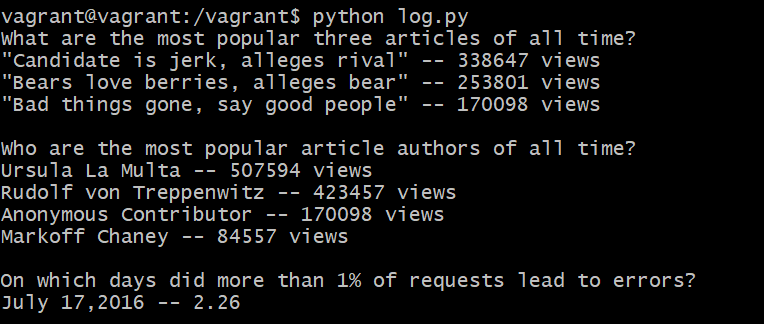 vagrant@vagrant:/vagrant$ python log.py
What are the most popular three articles of all time?
"Candidate is jerk, alleges rival" -- 338647 views
"Bears love berries, alleges bear" -- 253801 views
"Bad things gone, say good people" -- 170098 views
Who are the most popular article authors of all time?
Ursula La Multa -- 507594 views
Rudolf von Treppenwitz -- 423457 views
Anonymous Contributor -- 170098 views
Markoff Chaney -- 84557 views
On which days did more than 1% of requests lead to errors?
July 17,2016 -- 2.26